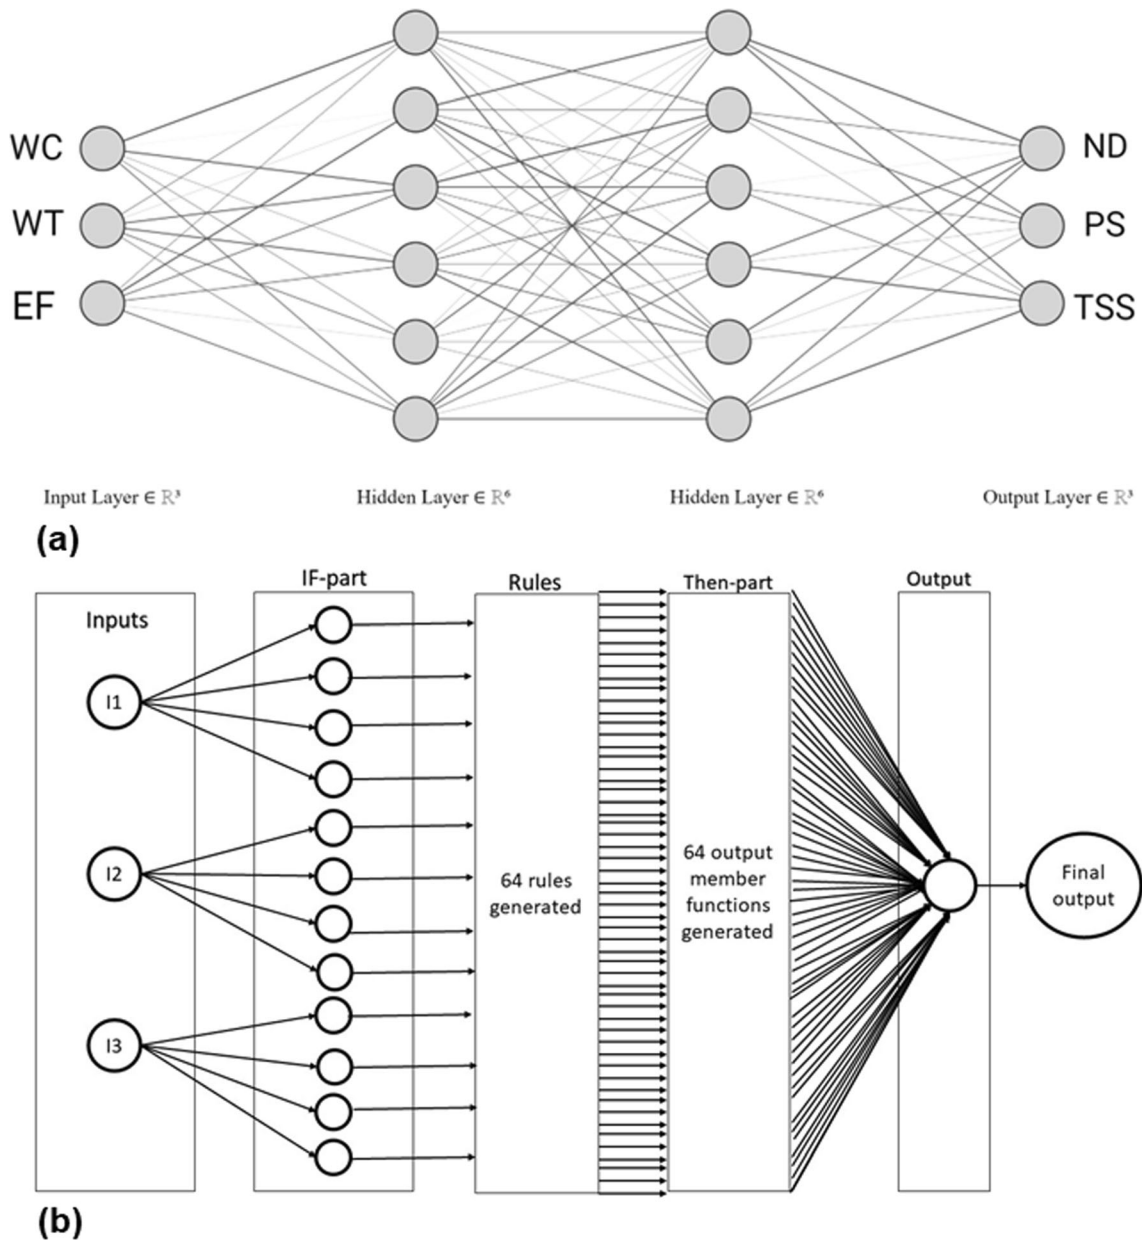 WC
WT
EF
ND
PS
TSS
Input Layer ∈ ℝ³
Hidden Layer ∈ ℝ⁶
Hidden Layer ∈ ℝ⁶
Output Layer ∈ ℝ³
(a)
Inputs
IF-part
Rules
Then-part
Output
I1
I2
I3
64 rules
generated
64 output
member
functions
generated
Final
output
(b)